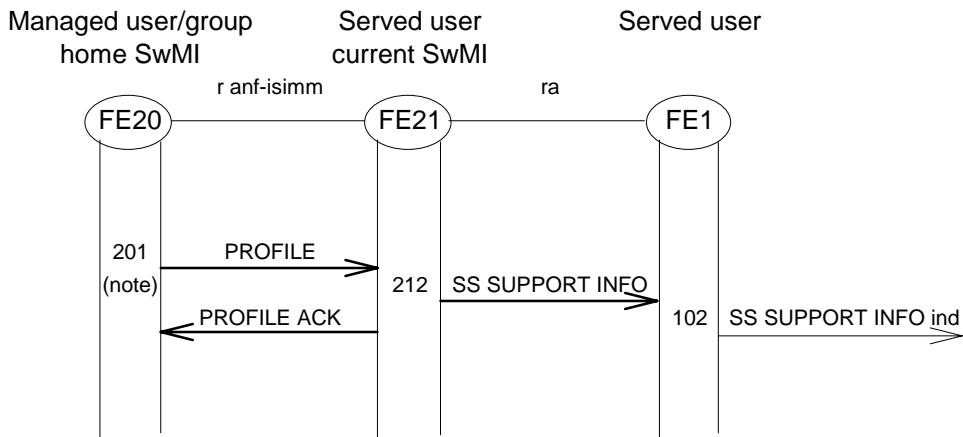 Managed user/group
home SwMI
Served user
current SwMI
Served user
r anf-isimm
ra
FE20
FE21
FE1
201
(note)
PROFILE
212
SS SUPPORT INFO
PROFILE ACK
102
SS SUPPORT INFO ind